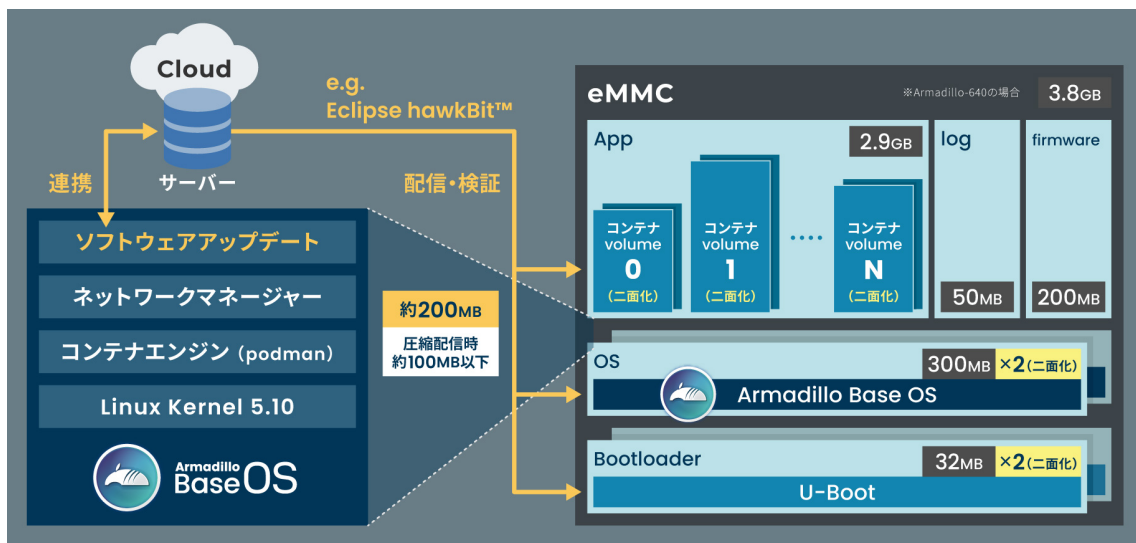 Cloud
サーバー
e.g.
Eclipse hawkBit™
連携
配信・検証
ソフトウェアアップデート
ネットワークマネージャー
コンテナエンジン (podman)
Linux Kernel 5.10
Armadillo
Base OS
約200MB
圧縮配信時
約100MB以下
eMMC
※Armadillo-640の場合
3.8GB
App
2.9GB
コンテナ
volume
0
(二面化)
コンテナ
volume
1
(二面化)
････
コンテナ
volume
N
(二面化)
log
50MB
firmware
200MB
OS
300MB ×2(二面化)
Armadillo Base OS
Bootloader
32MB ×2(二面化)
U-Boot